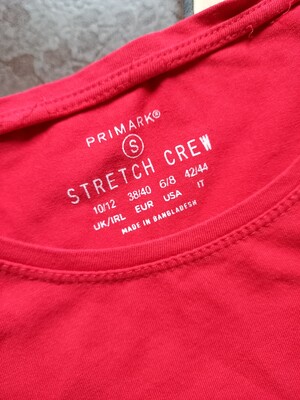 PRIMARK®
S
STRETCH CREW
10/12 38/40 6/8 42/44
UK/IRL EUR USA IT
MADE IN BANGLADESH